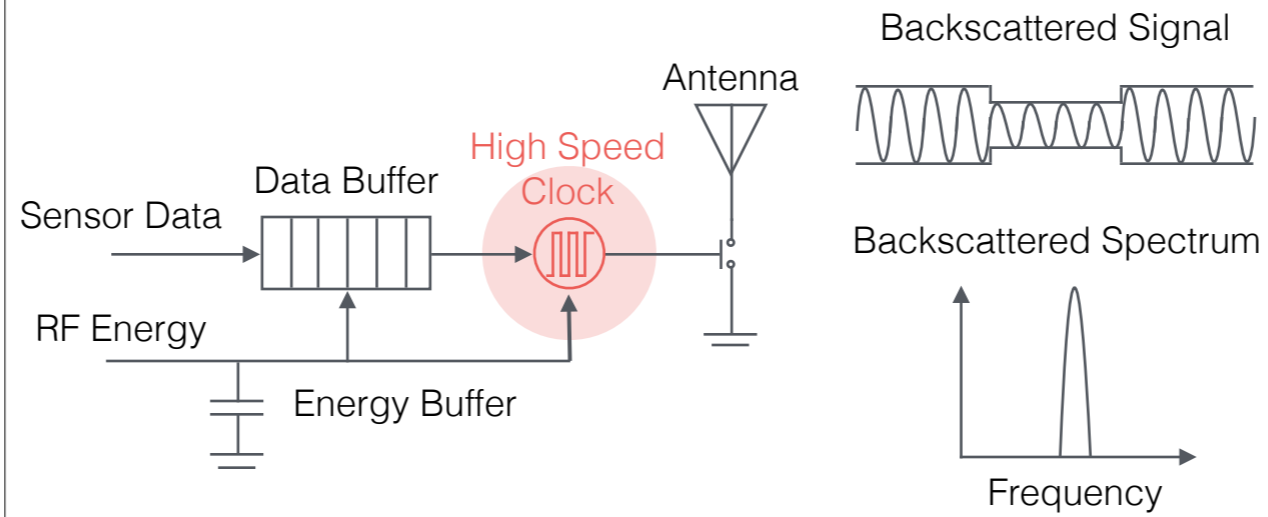 Backscattered Signal
Antenna
High Speed
Clock
Data Buffer
Sensor Data
Backscattered Spectrum
RF Energy
Energy Buffer
Frequency